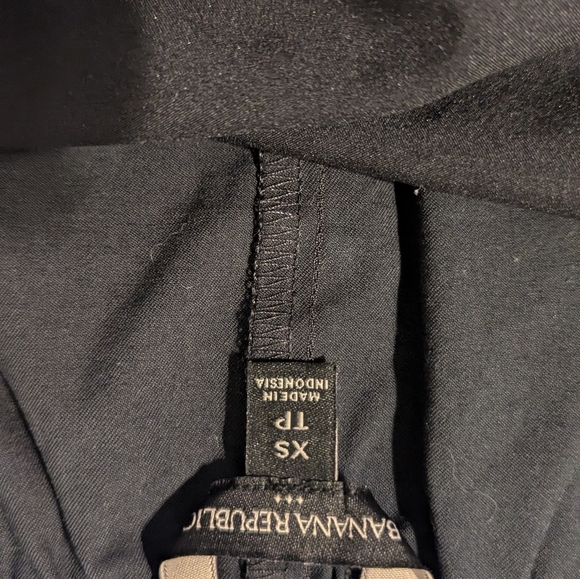 BANANA REPUBLIC
XS
TP
MADE IN
INDONESIA